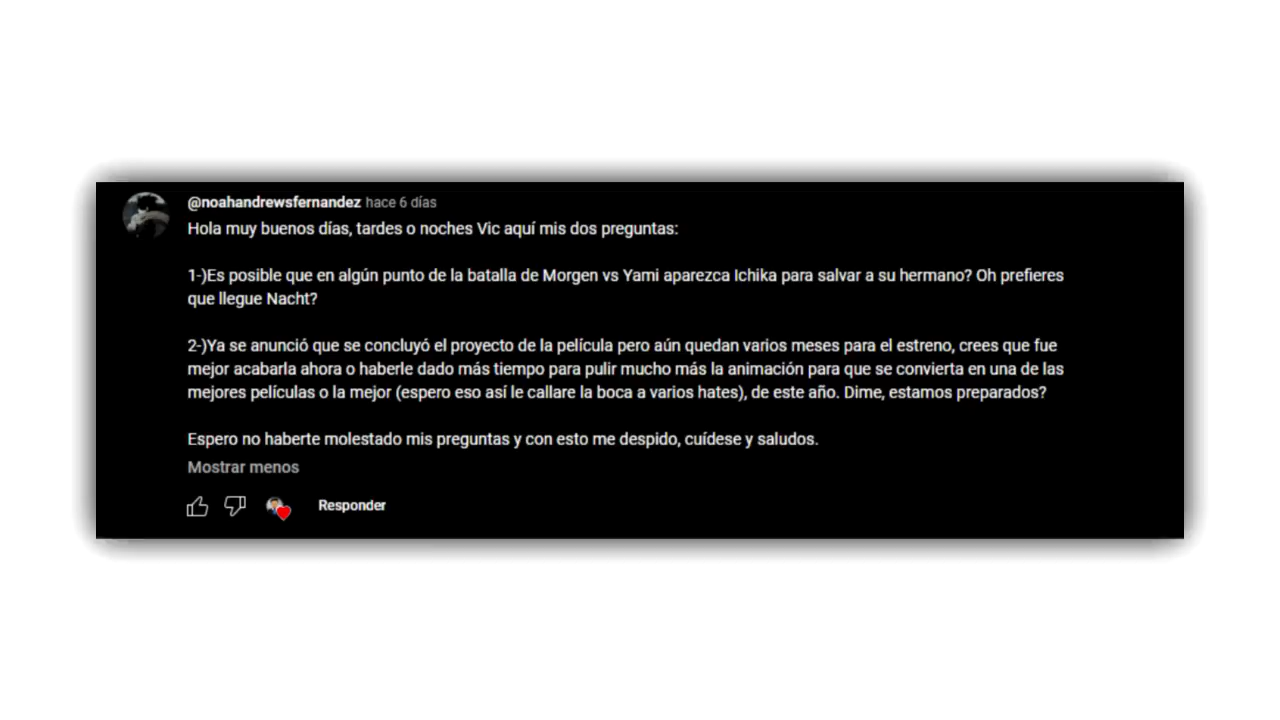 @noahandrewsfernandez hace 6 días
Hola muy buenos días, tardes o noches Vic aquí mis dos preguntas:
1-)Es posible que en algún punto de la batalla de Morgen vs Yami aparezca Ichika para salvar a su hermano? Oh prefieres
que llegue Nacht?
2-)Ya se anunció que se concluyó el proyecto de la película pero aún quedan varios meses para el estreno, crees que fue
mejor acabarla ahora o haberle dado más tiempo para pulir mucho más la animación para que se convierta en una de las
mejores películas o la mejor (espero eso así le callare la boca a varios hates), de este año. Dime, estamos preparados?
Espero no haberte molestado mis preguntas y con esto me despido, cuídese y saludos.
Mostrar menos
Responder